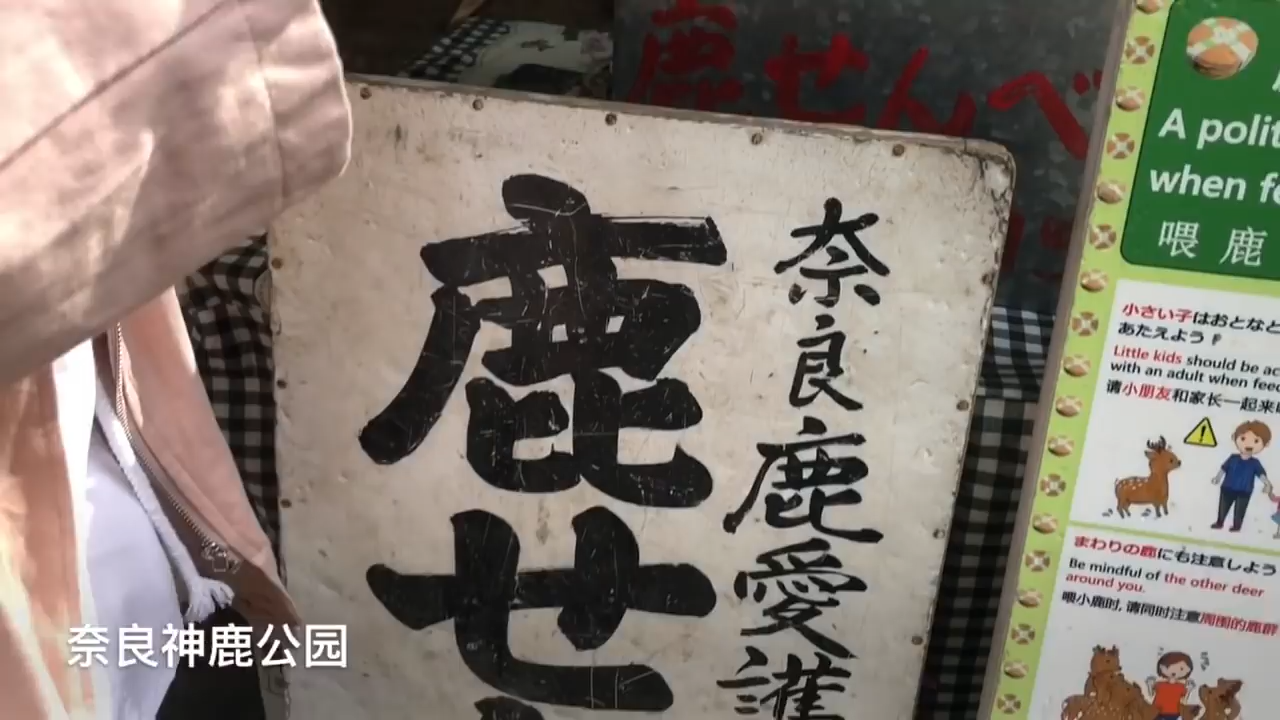 鹿せんべ
奈良鹿愛護
鹿せ
A polit
when fe
喂鹿
小さい子はおとなと
あたえよう
Little kids should be ac
with an adult when feed
请小朋友和家长一起来
まわりの鹿にも注意しよう
Be mindful of the other deer
around you.
喂小鹿时, 请同时注意周围的鹿群
奈良神鹿公园